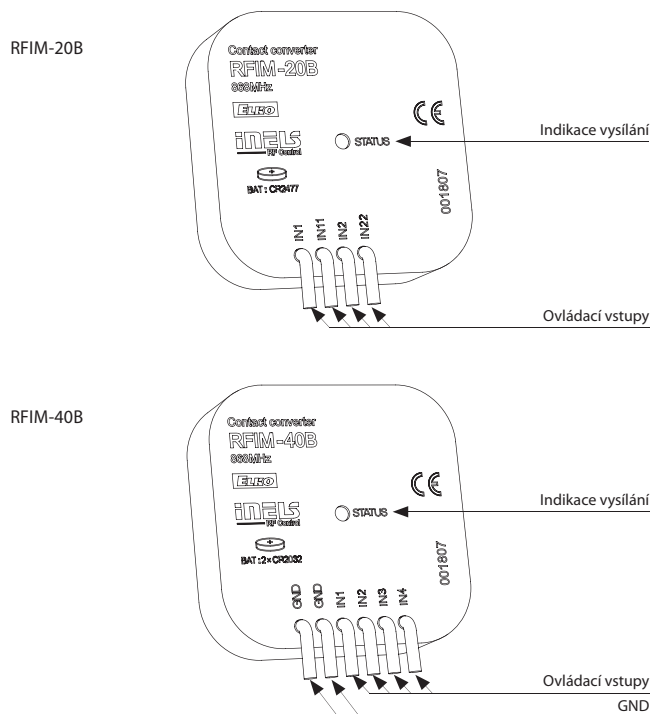 RFIM-20B
Contact converter
RFIM-20B
868MHz
ELKO
iNELS
RF Control
BAT : CR2477
STATUS
CE
Indikace vysílání
001807
IN1
IN11
IN2
IN22
Ovládací vstupy
RFIM-40B
Contact converter
RFIM-40B
868MHz
ELKO
iNELS
RF Control
BAT :2×CR2032
STATUS
CE
Indikace vysílání
001807
GND
GND
IN1
IN2
IN3
IN4
Ovládací vstupy
GND